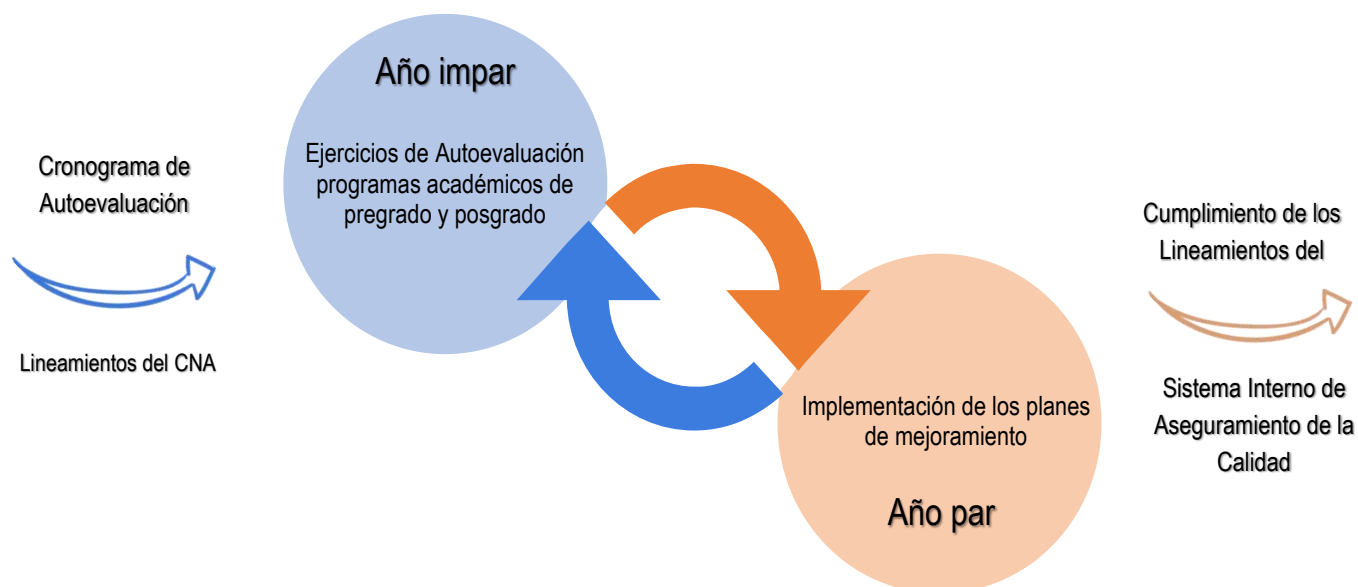 Cronograma de
Autoevaluación
Lineamientos del CNA
Año impar
Ejercicios de Autoevaluación
programas académicos de
pregrado y posgrado
Implementación de los planes
de mejoramiento
Año par
Cumplimiento de los
Lineamientos del
Sistema Interno de
Aseguramiento de la
Calidad